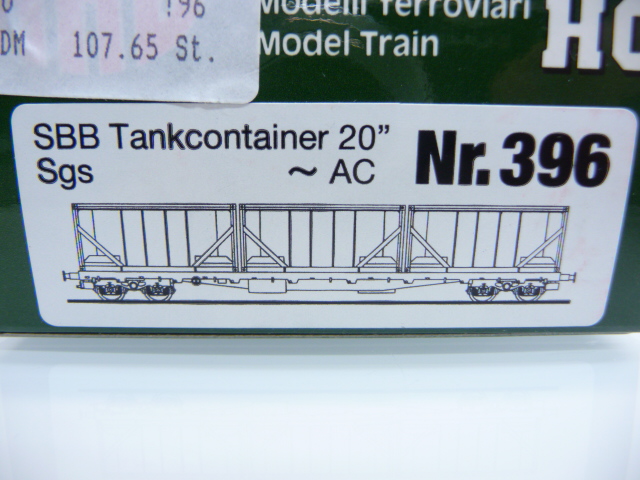 !96
DM 107.65 St.
Modelli ferroviari
Model Train
SBB Tankcontainer 20”
Sgs ~ AC
Nr.396